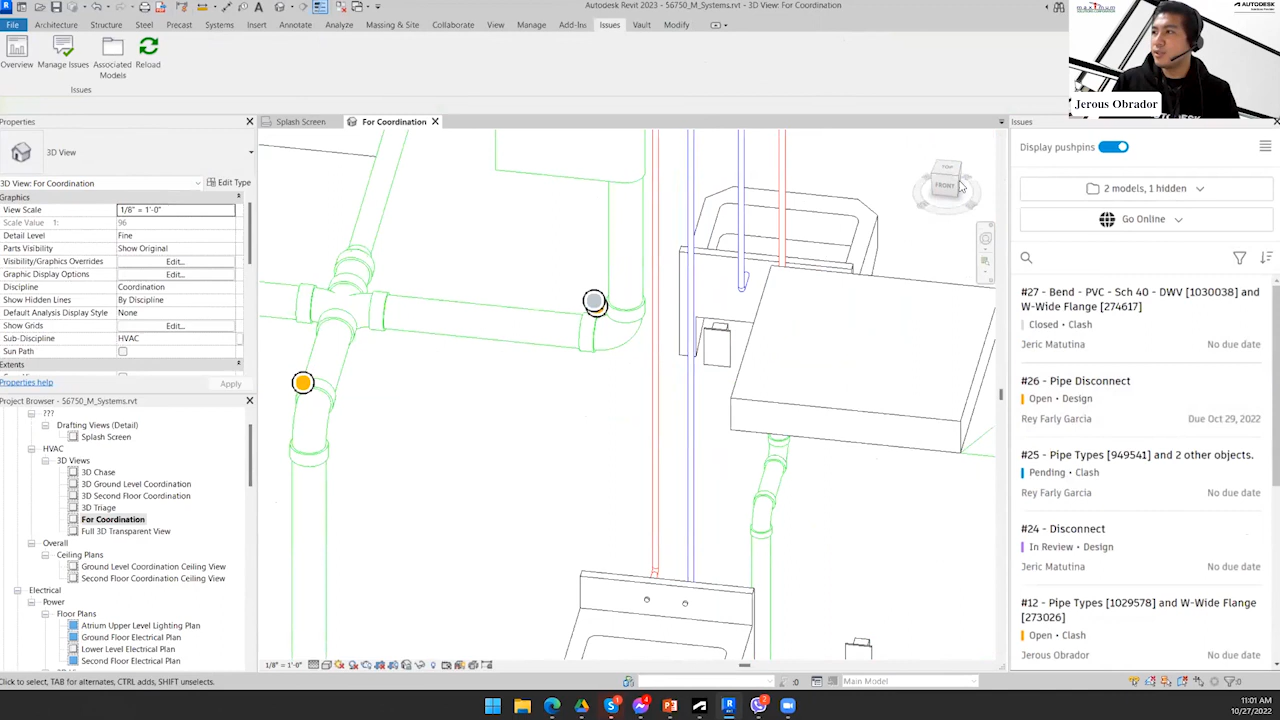 Autodesk Revit 2023 - 56750_M_Systems.rvt - 3D View: For Coordination
AUTODESK
File Architecture Structure Steel Precast Systems Insert Annotate Analyze Massing & Site Collaborate View Manage Add-Ins Issues Vault Modify
Overview Manage Issues Associated Models Reload
Issues
Jerous Obrador
Properties
Splash Screen
For Coordination
Issues
3D View
Display pushpins
3D View: For Coordination
Edit Type
2 models, 1 hidden
Graphics
View Scale 1/8" = 1'-0"
Scale Value 1: 96
Go Online
Detail Level Fine
Parts Visibility Show Original
Visibility/Graphics Overrides Edit...
Graphic Display Options Edit...
Discipline Coordination
Show Hidden Lines By Discipline
Default Analysis Display Style None
Show Grids Edit...
Sub-Discipline HVAC
Sun Path
Extents
Properties help
Apply
TOP
FRONT
#27 - Bend - PVC - Sch 40 - DWV [1030038] and
W-Wide Flange [274617]
Closed • Clash
Jeric Matutina No due date
#26 - Pipe Disconnect
Open • Design
Rey Farly Garcia Due Oct 29, 2022
#25 - Pipe Types [949541] and 2 other objects.
Pending • Clash
Rey Farly Garcia No due date
#24 - Disconnect
In Review • Design
Jeric Matutina No due date
#12 - Pipe Types [1029578] and W-Wide Flange
[273026]
Open • Clash
Jerous Obrador No due date
Project Browser - 56750_M_Systems.rvt
???
Drafting Views (Detail)
Splash Screen
HVAC
3D Views
3D Chase
3D Ground Level Coordination
3D Second Floor Coordination
3D Triage
For Coordination
Full 3D Transparent View
Overall
Ceiling Plans
Ground Level Coordination Ceiling View
Second Floor Coordination Ceiling View
Electrical
Power
Floor Plans
Atrium Upper Level Lighting Plan
Ground Floor Electrical Plan
Lower Level Electrical Plan
Second Floor Electrical Plan
1/8" = 1'-0"
Click to select, TAB for alternates, CTRL adds, SHIFT unselects.
:0
Main Model
:0
11:01 AM
10/27/2022